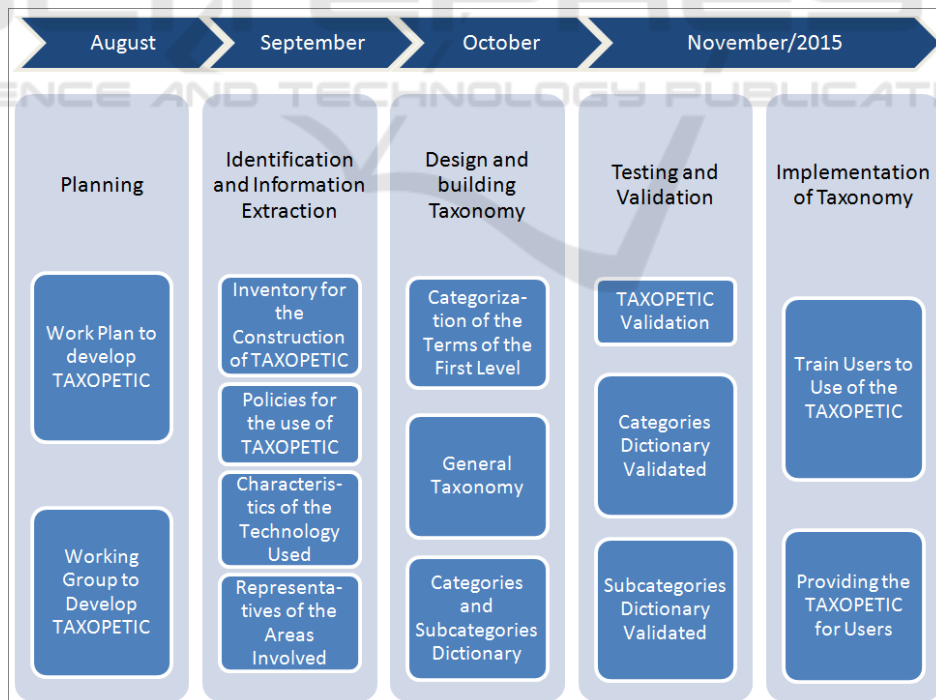 August
September
October
November/2015
ENCE AND TECHNOLOGY PUBLICAT
Planning
Work Plan to
develop
TAXOPETIC
Working
Group to
Develop
TAXOPETIC
Identification
and Information
Extraction
Inventory for
the
Construction
of TAXOPETIC
Policies for
the use of
TAXOPETIC
Characteris-
tics of the
Technology
Used
Representa-
tives of the
Areas
Involved
Design and
building
Taxonomy
Categoriza-
tion of the
Terms of the
First Level
General
Taxonomy
Categories
and
Subcategories
Dictionary
Testing and
Validation
TAXOPETIC
Validation
Categories
Dictionary
Validated
Subcategories
Dictionary
Validated
Implementation
of Taxonomy
Train Users to
Use of the
TAXOPETIC
Providing the
TAXOPETIC
for Users